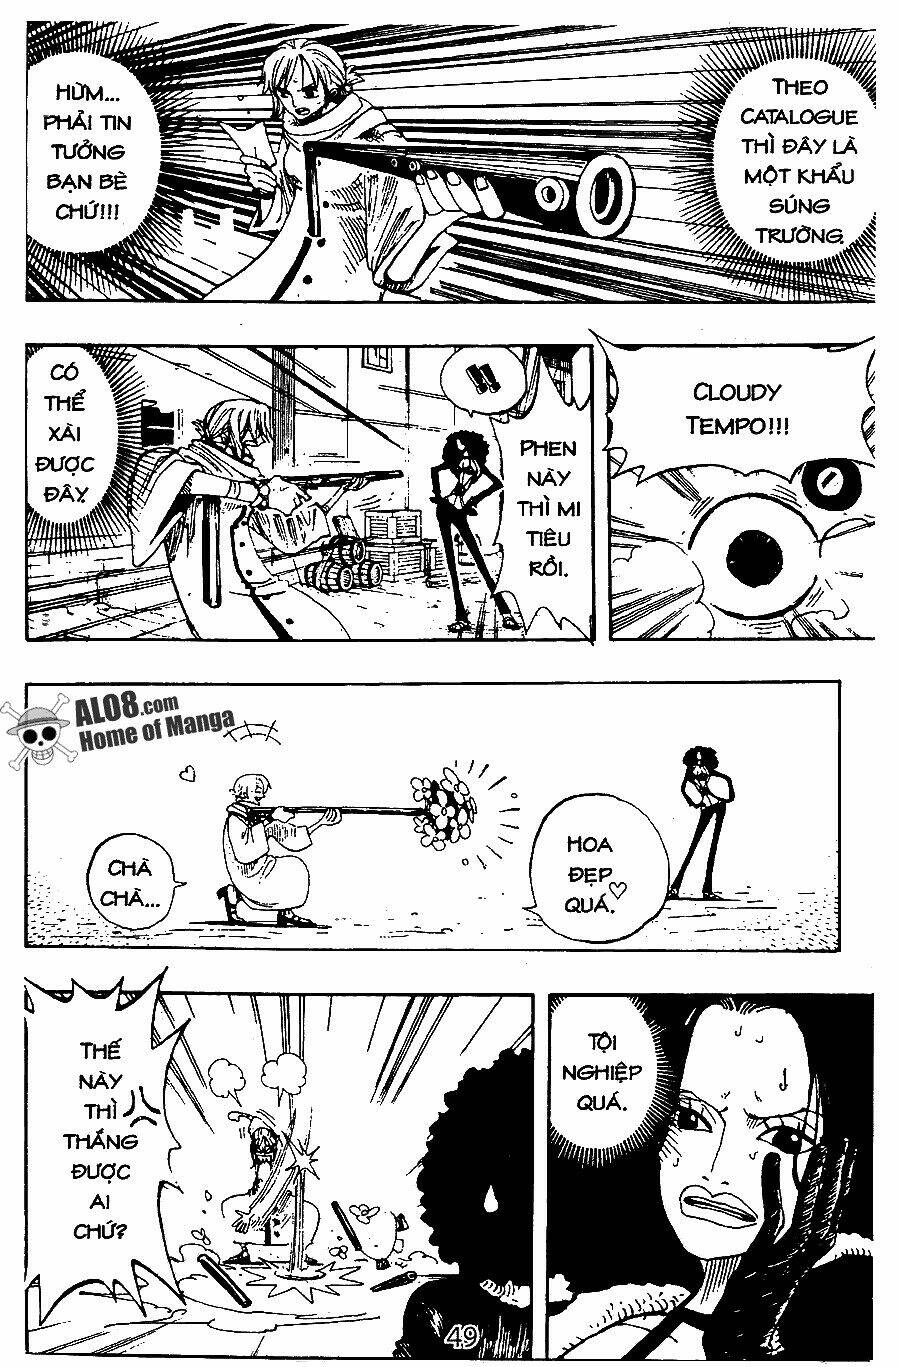 THEO
CATALOGUE
THÌ ĐÂY LÀ
MỘT KHẨU
SÚNG
TRƯỜNG.
HỪM...
PHẢI TIN
TƯỞNG
BẠN BÈ
CHỨ!!!
CLOUDY
TEMPO!!!
!!
PHEN
NÀY
THÌ MI
TIÊU
RỒI.
CÓ
THỂ
XÀI
ĐƯỢC
ĐÂY.
ALO8.com
Home of Manga
HOA
ĐẸP
QUÁ.
CHÀ
CHÀ...
TỘI
NGHIỆP
QUÁ.
THẾ
NÀY
THÌ
THẮNG
ĐƯỢC
AI
CHỨ?
49